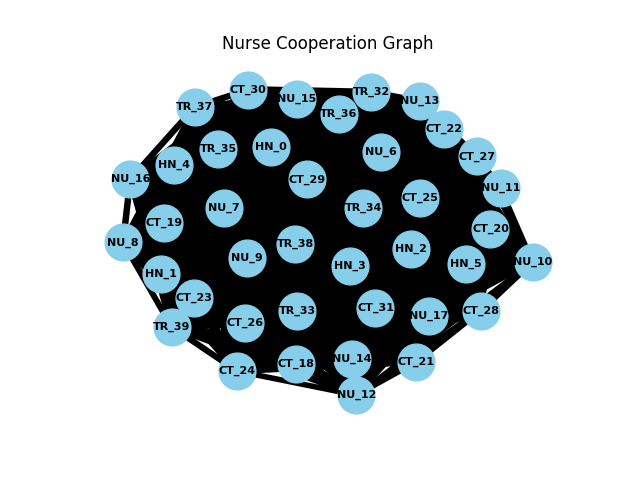 Nurse Cooperation Graph
CT_30
TR_32
NU_15
NU_13
TR_37
TR_36
CT_22
HN_0
TR_35
NU_6
CT_27
HN_4
NU_16
CT_29
NU_11
CT_25
NU_7
TR_34
CT_19
CT_20
NU_8
TR_38
HN_2
NU_9
NU_10
HN_5
HN_3
HN_1
CT_23
CT_31
TR_33
CT_28
NU_17
CT_26
TR_39
NU_14
CT_21
CT_18
CT_24
NU_12